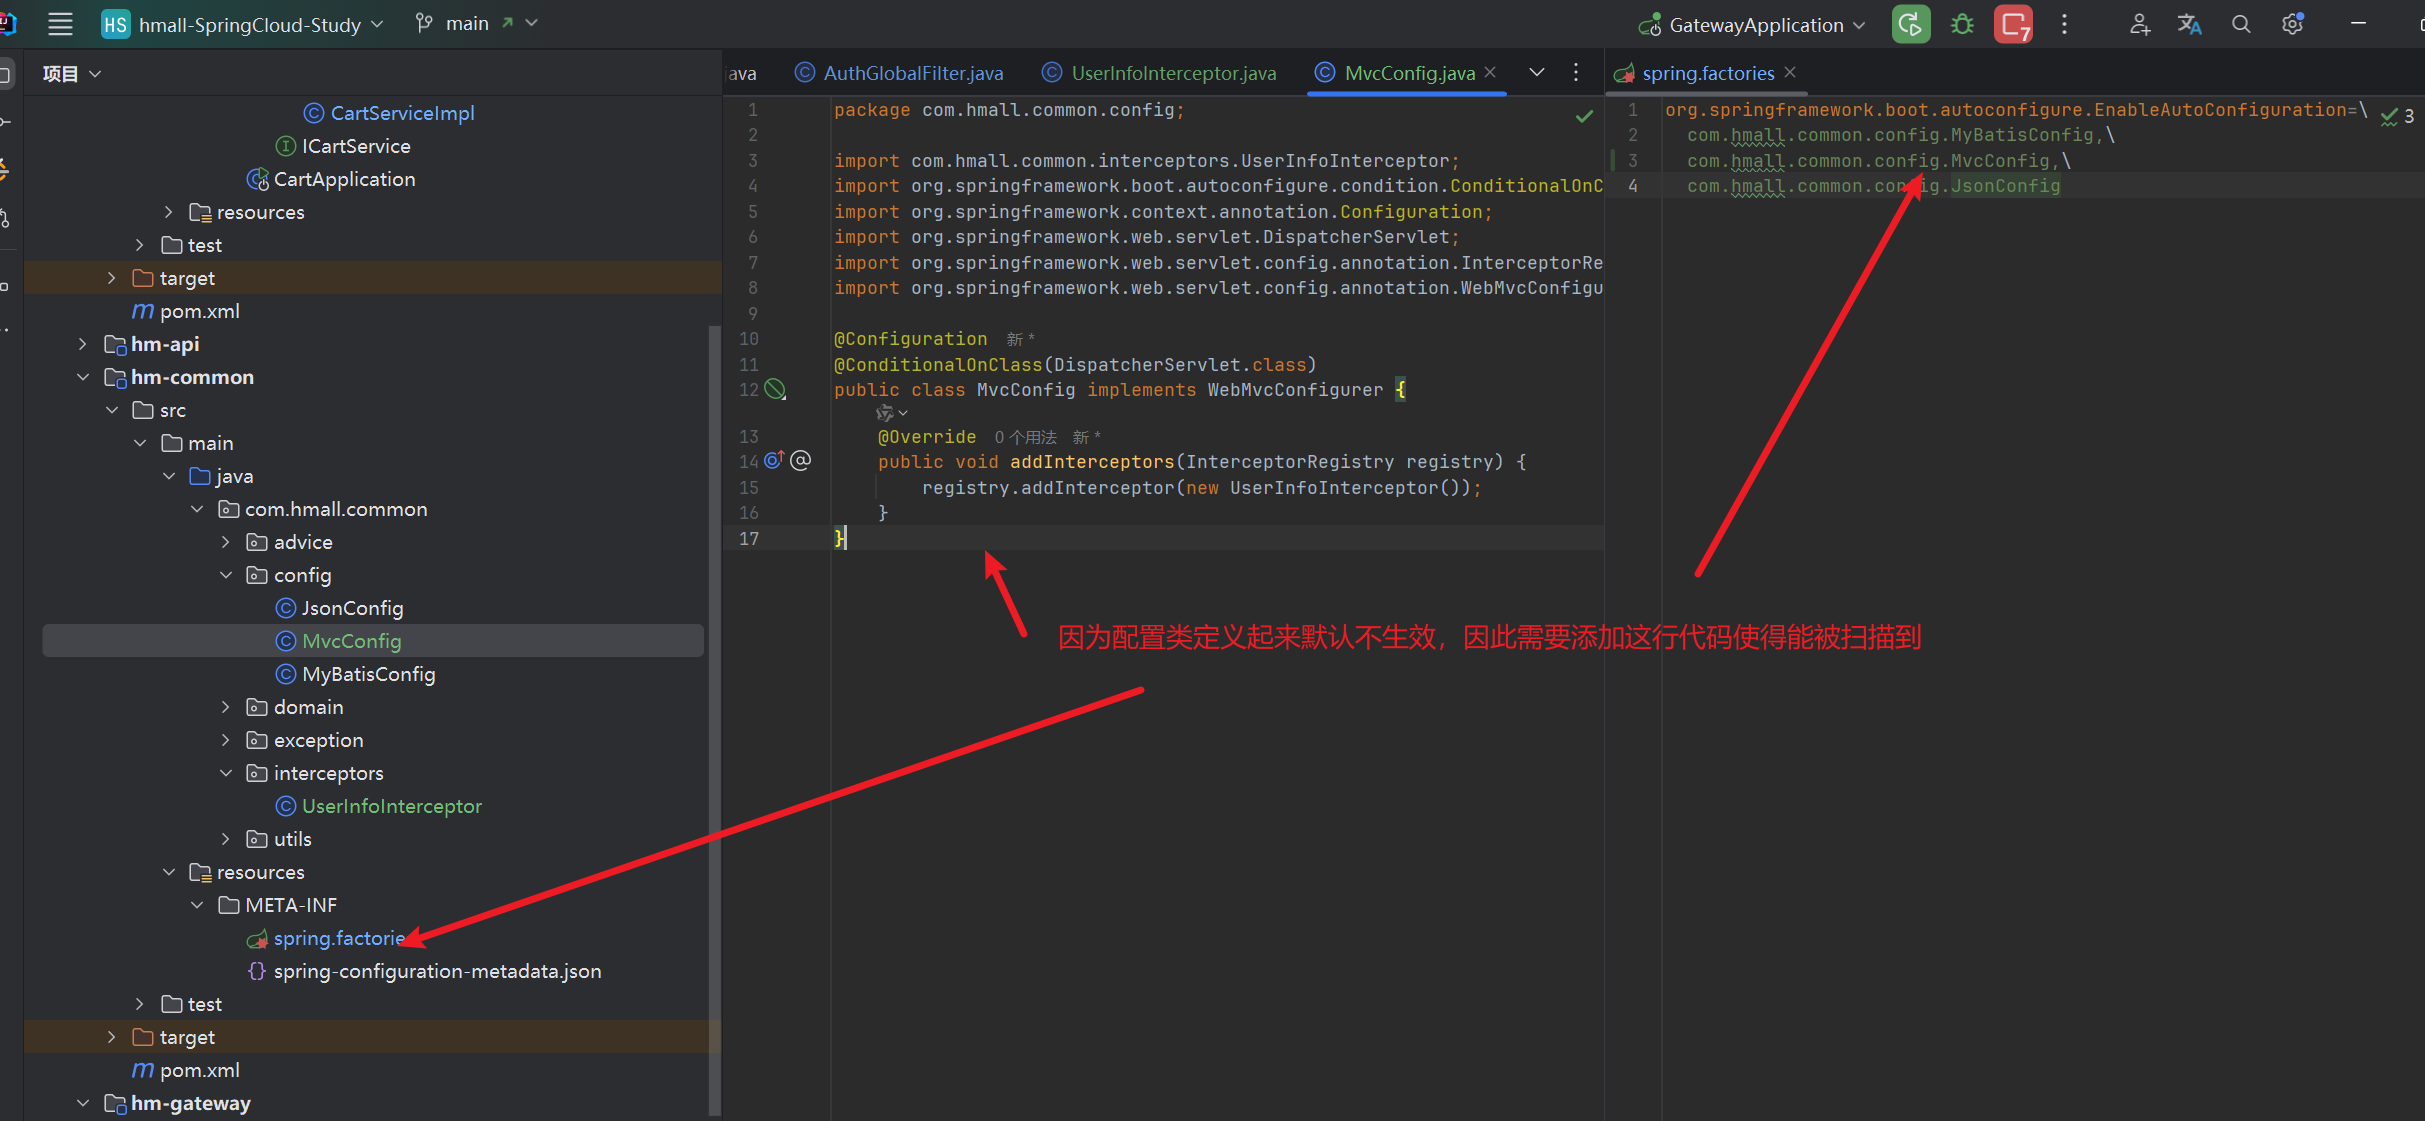 HS hmall-SpringCloud-Study main GatewayApplication 7
项目
CartServiceImpl
ICartService
CartApplication
resources
test
target
pom.xml
hm-api
hm-common
src
main
java
com.hmall.common
advice
config
JsonConfig
MvcConfig
MyBatisConfig
domain
exception
interceptors
UserInfoInterceptor
utils
resources
META-INF
spring.factorie
spring-configuration-metadata.json
test
target
pom.xml
hm-gateway
ava AuthGlobalFilter.java UserInfoInterceptor.java MvcConfig.java
1 package com.hmall.common.config;
2
3 import com.hmall.common.interceptors.UserInfoInterceptor;
4 import org.springframework.boot.autoconfigure.condition.ConditionalOnC
5 import org.springframework.context.annotation.Configuration;
6 import org.springframework.web.servlet.DispatcherServlet;
7 import org.springframework.web.servlet.config.annotation.InterceptorRe
8 import org.springframework.web.servlet.config.annotation.WebMvcConfigu
9
10 @Configuration 新 *
11 @ConditionalOnClass(DispatcherServlet.class)
12 public class MvcConfig implements WebMvcConfigurer {
13 @Override 0 个用法 新 *
14 public void addInterceptors(InterceptorRegistry registry) {
15 registry.addInterceptor(new UserInfoInterceptor());
16 }
17 }
因为配置类定义起来默认不生效，因此需要添加这行代码使得能被扫描到
spring.factories
1 org.springframework.boot.autoconfigure.EnableAutoConfiguration=\ 3
2 com.hmall.common.config.MyBatisConfig,\
3 com.hmall.common.config.MvcConfig,\
4 com.hmall.common.config.JsonConfig